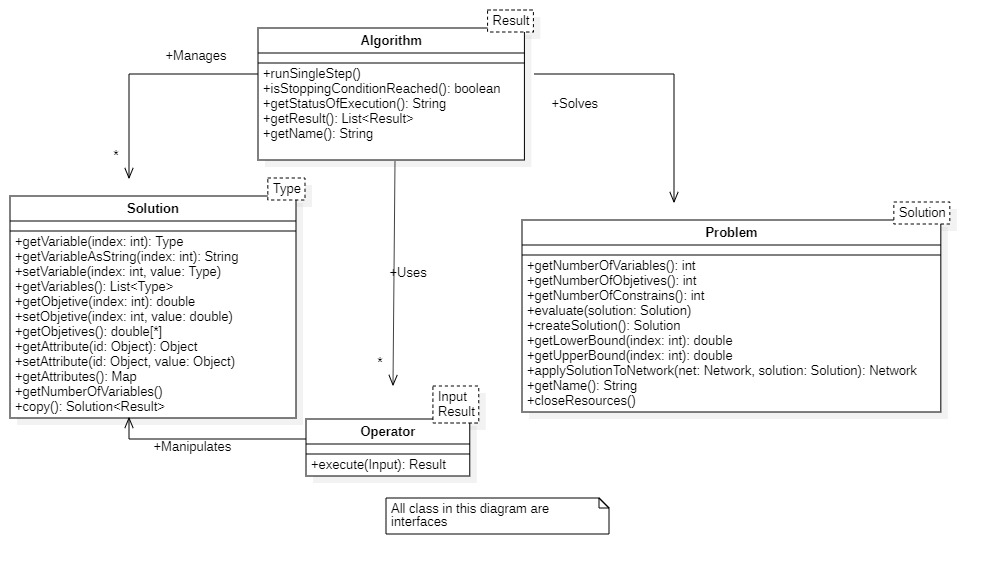 Result
Algorithm
+Manages
+runSingleStep()
+isStoppingConditionReached(): boolean
+getStatusOfExecution(): String
+getResult(): List<Result>
+getName(): String
+Solves
*
Type
Solution
+getVariable(index: int): Type
+getVariableAsString(index: int): String
+setVariable(index: int, value: Type)
+getVariables(): List<Type>
+getObjetive(index: int): double
+setObjetive(index: int, value: double)
+getObjetives(): double[*]
+getAttribute(id: Object): Object
+setAttribute(id: Object, value: Object)
+getAttributes(): Map
+getNumberOfVariables()
+copy(): Solution<Result>
+Uses
*
Solution
Problem
+getNumberOfVariables(): int
+getNumberOfObjetives(): int
+getNumberOfConstrains(): int
+evaluate(solution: Solution)
+createSolution(): Solution
+getLowerBound(index: int): double
+getUpperBound(index: int): double
+applySolutionToNetwork(net: Network, solution: Solution): Network
+getName(): String
+closeResources()
Input
Result
Operator
+execute(Input): Result
+Manipulates
All class in this diagram are
interfaces